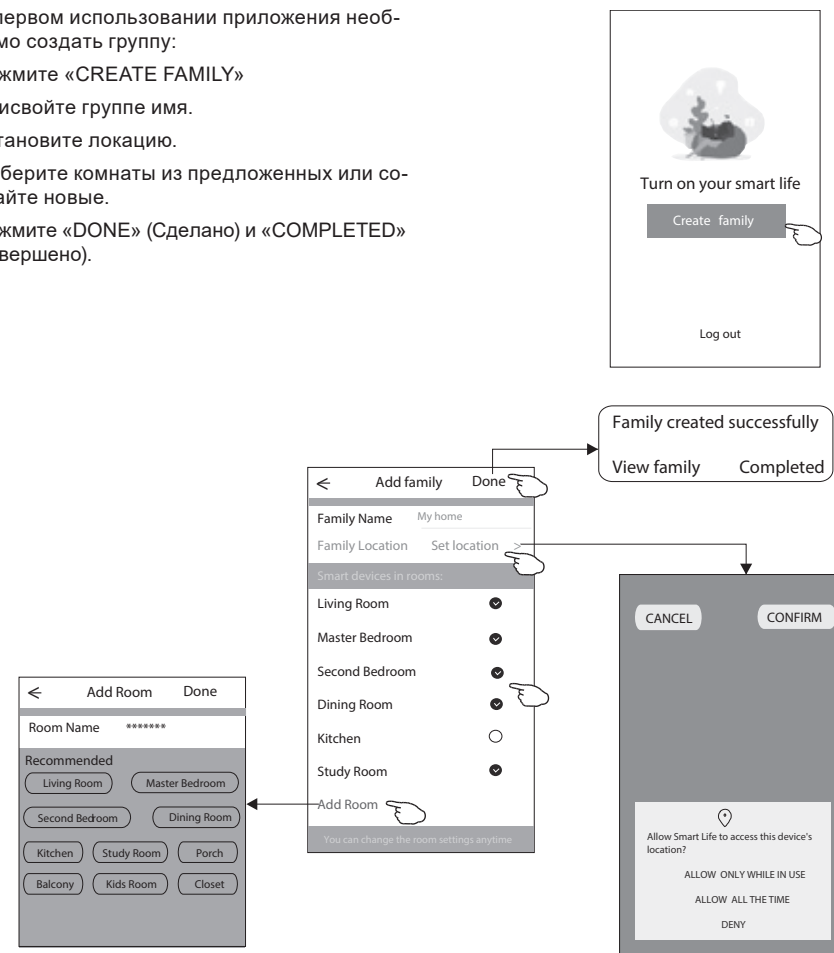 первом использовании приложения необ-
мо создать группу:
жмите «CREATE FAMILY»
исвойте группе имя.
тановите локацию.
берите комнаты из предложенных или со-
айте новые.
жмите «DONE» (Сделано) и «COMPLETED»
вершено).
Turn on your smart life
Create family
Log out
Family created successfully
View family Completed
← Add family Done
Family Name My home
Family Location Set location >
Smart devices in rooms:
Living Room
Master Bedroom
Second Bedroom
Dining Room
Kitchen
Study Room
Add Room
You can change the room settings anytime
← Add Room Done
Room Name *******
Recommended
Living Room Master Bedroom
Second Bedroom Dining Room
Kitchen Study Room Porch
Balcony Kids Room Closet
CANCEL CONFIRM
Allow Smart Life to access this device's
location?
ALLOW ONLY WHILE IN USE
ALLOW ALL THE TIME
DENY